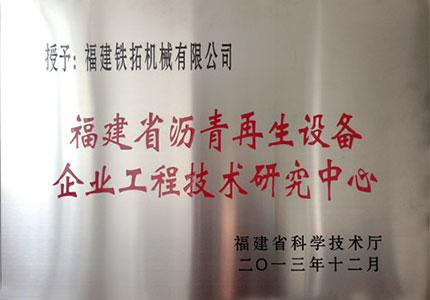 授予：福建铁拓机械有限公司
福建省沥青再生设备
企业工程技术研究中心
福建省科学技术厅
二〇一三年十二月